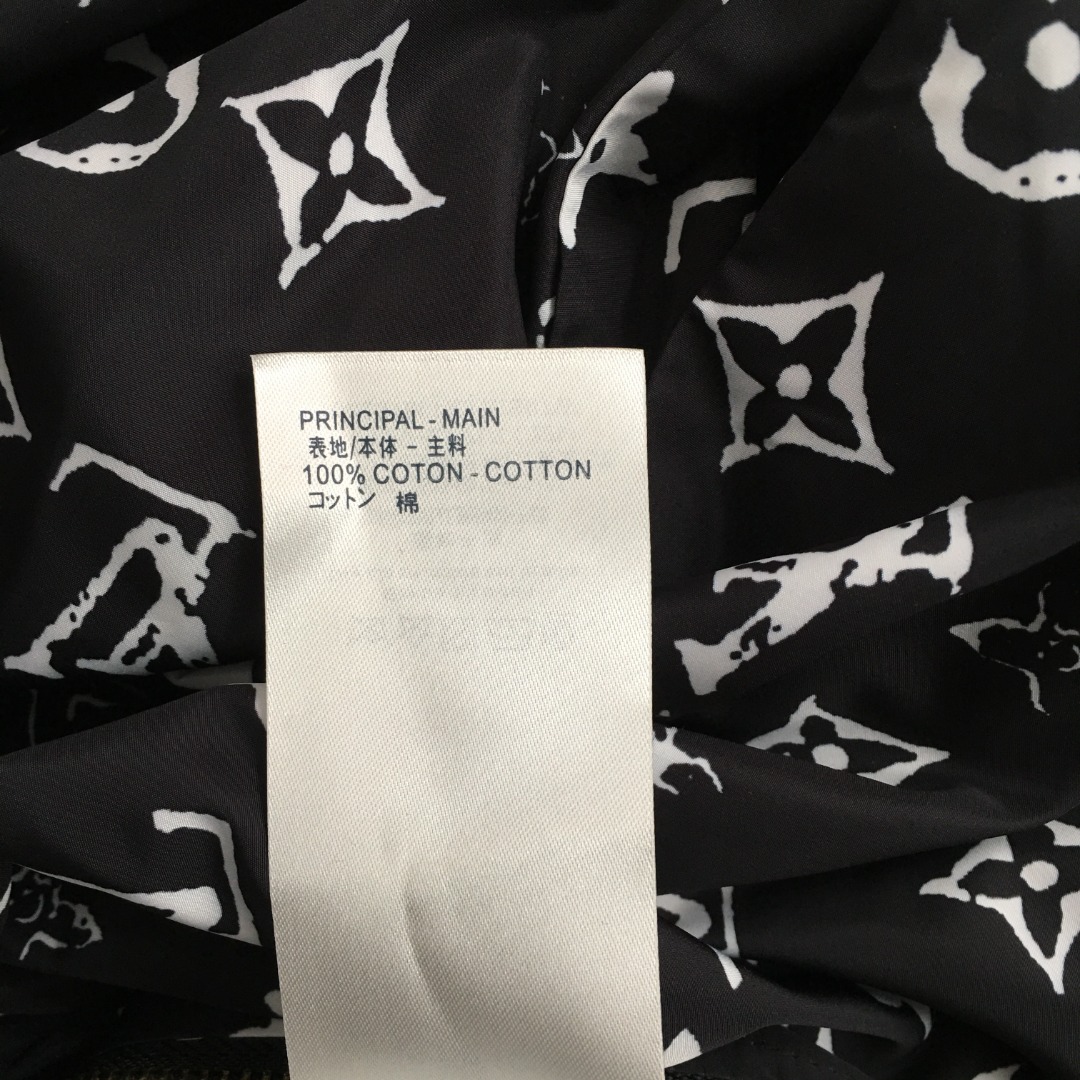 PRINCIPAL - MAIN
表地/本体 - 主料
100% COTON - COTTON
コットン 棉